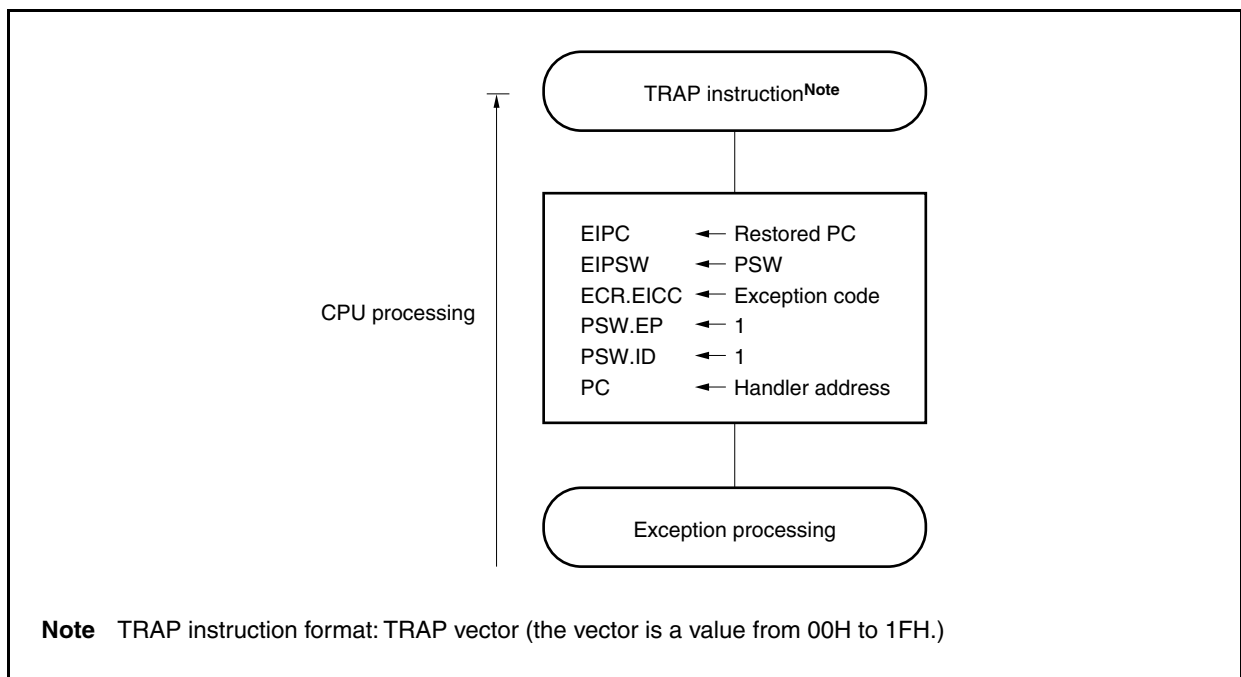 TRAP instructionNote
EIPC ← Restored PC
EIPSW ← PSW
ECR.EICC ← Exception code
PSW.EP ← 1
PSW.ID ← 1
PC ← Handler address
CPU processing
Exception processing
Note TRAP instruction format: TRAP vector (the vector is a value from 00H to 1FH.)